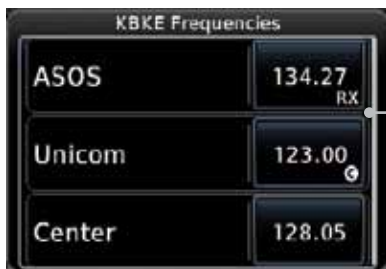 KBKE Frequencies
ASOS 134.27
RX
Unicom 123.00
C
Center 128.05